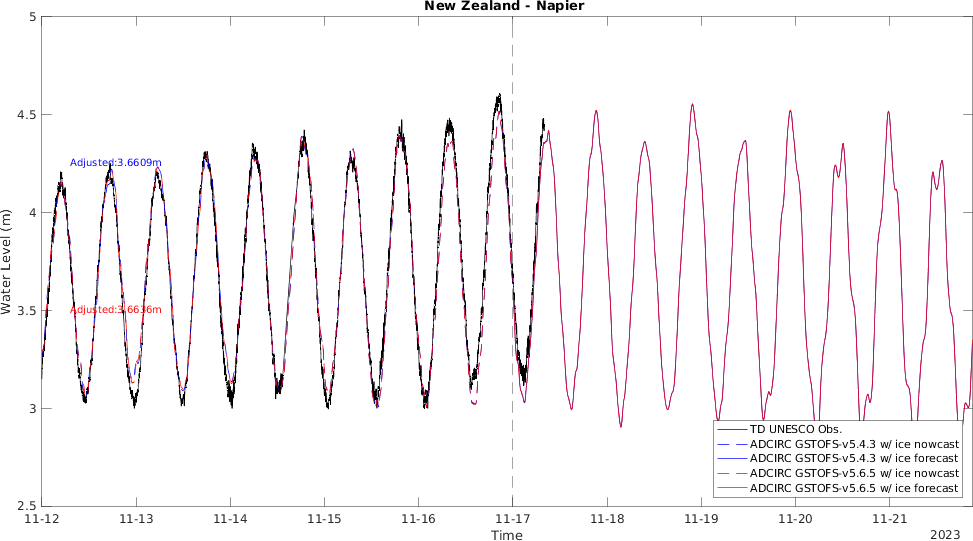 New Zealand - Napier
5
4.5
4
3.5
3
2.5
Water Level (m)
Adjusted:3.6609m
Adjusted:3.6636m
TD UNESCO Obs.
ADCIRC GSTOFS-v5.4.3 w/ ice nowcast
ADCIRC GSTOFS-v5.4.3 w/ ice forecast
ADCIRC GSTOFS-v5.6.5 w/ ice nowcast
ADCIRC GSTOFS-v5.6.5 w/ ice forecast
11-12 11-13 11-14 11-15 11-16 11-17 11-18 11-19 11-20 11-21
Time
2023